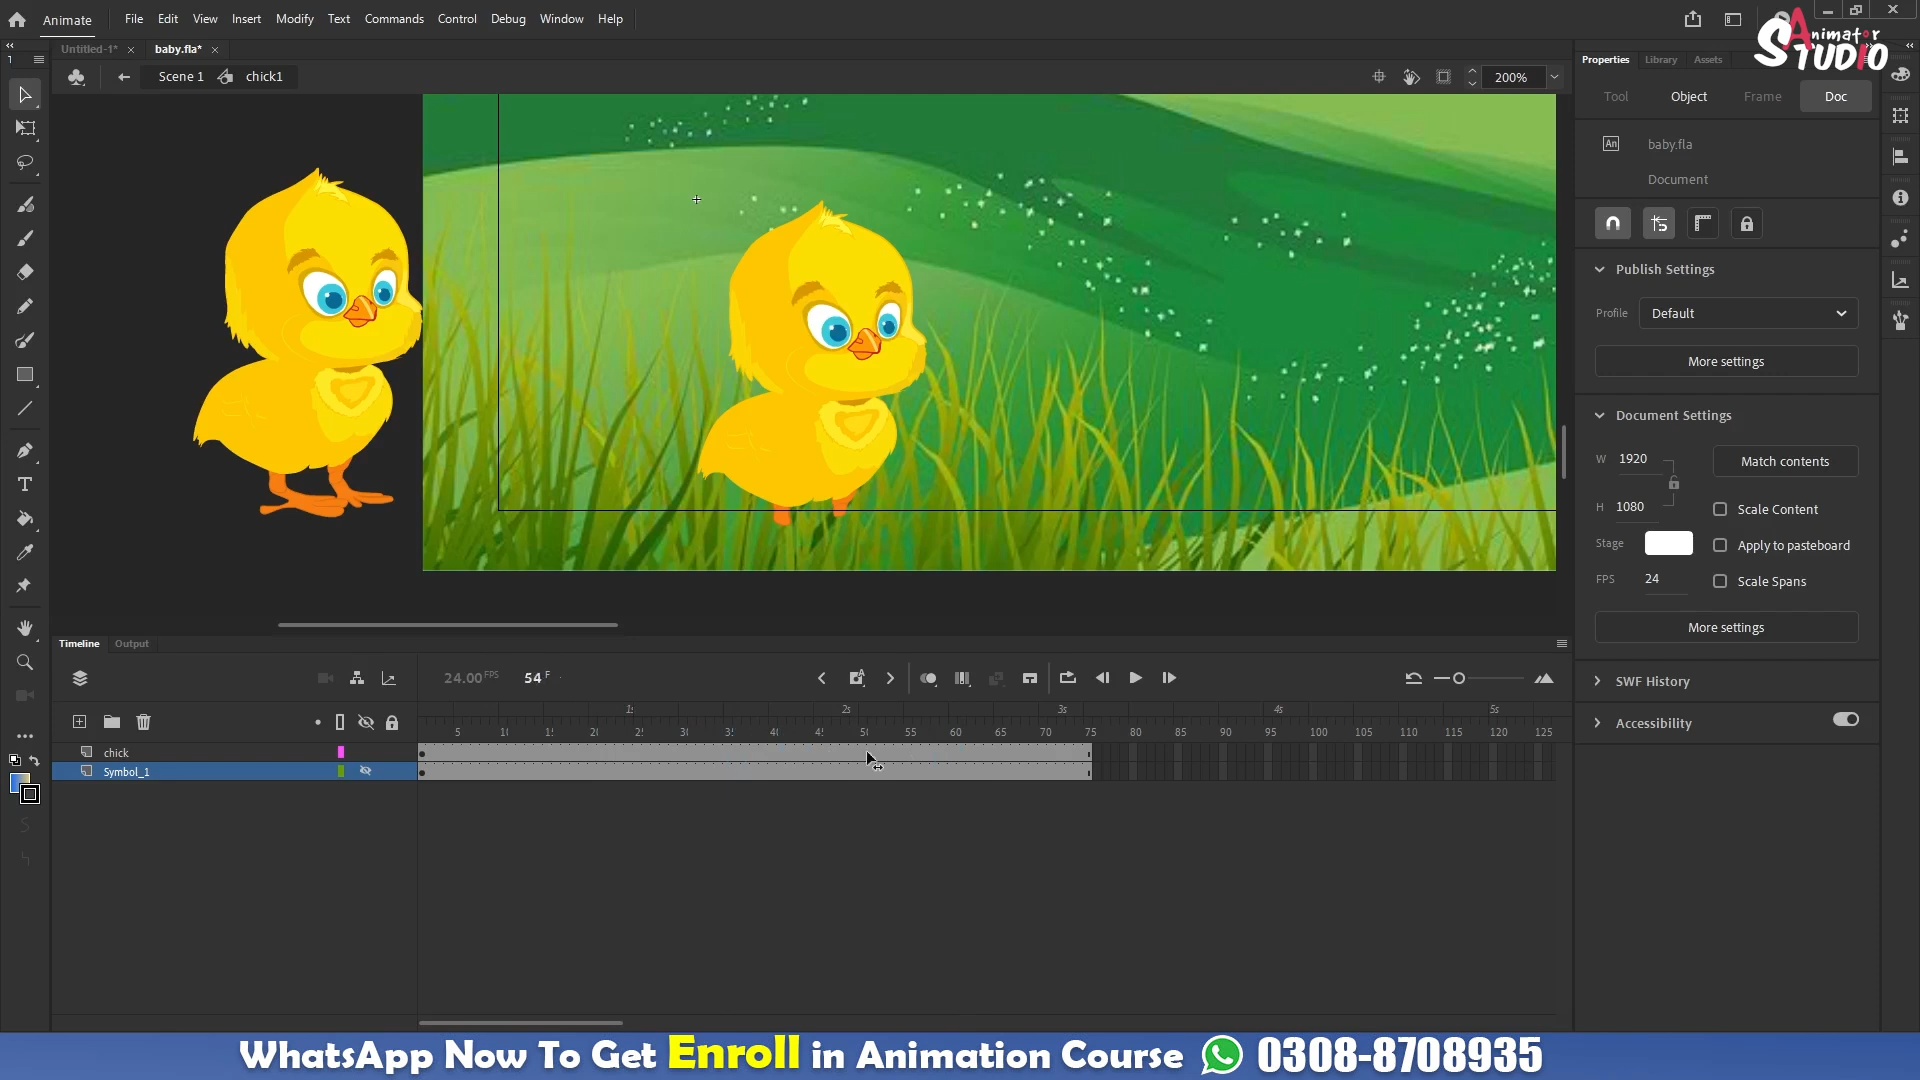 Animate File Edit View Insert Modify Text Commands Control Debug Window Help
Animator STUDIO
Untitled-1* × baby.fla* ×
1
Scene 1 chick1 200%
Properties Library Assets
Tool Object Frame Doc
An baby.fla
Document
Publish Settings
Profile Default
More settings
Document Settings
W 1920 Match contents
H 1080 Scale Content
Stage Apply to pasteboard
FPS 24 Scale Spans
More settings
SWF History
Accessibility
Timeline Output
24.00 FPS 54 F
1s 2s 3s 4s 5s
5 10 15 20 25 30 35 40 45 50 55 60 65 70 75 80 85 90 95 100 105 110 115 120 125
chick
Symbol_1
WhatsApp Now To Get Enroll in Animation Course 0308-8708935